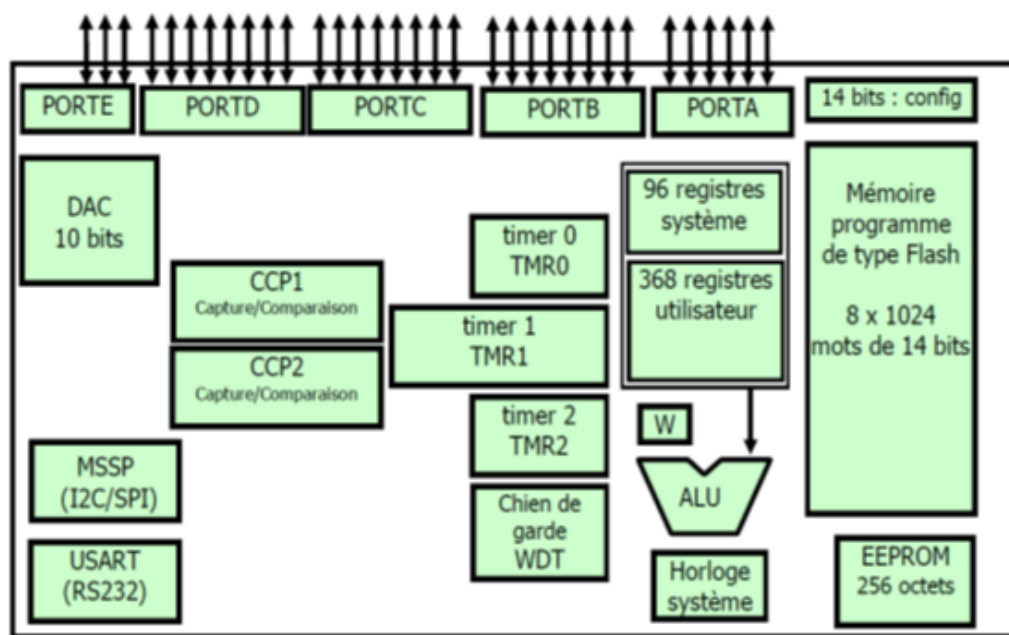 PORTE
PORTD
PORTC
PORTB
PORTA
14 bits : config
DAC
10 bits
CCP1
Capture/Comparaison
CCP2
Capture/Comparaison
MSSP
(I2C/SPI)
USART
(RS232)
timer 0
TMR0
timer 1
TMR1
timer 2
TMR2
Chien de
garde
WDT
96 registres
système
368 registres
utilisateur
W
ALU
Horloge
système
Mémoire
programme
de type Flash
8 x 1024
mots de 14 bits
EEPROM
256 octets